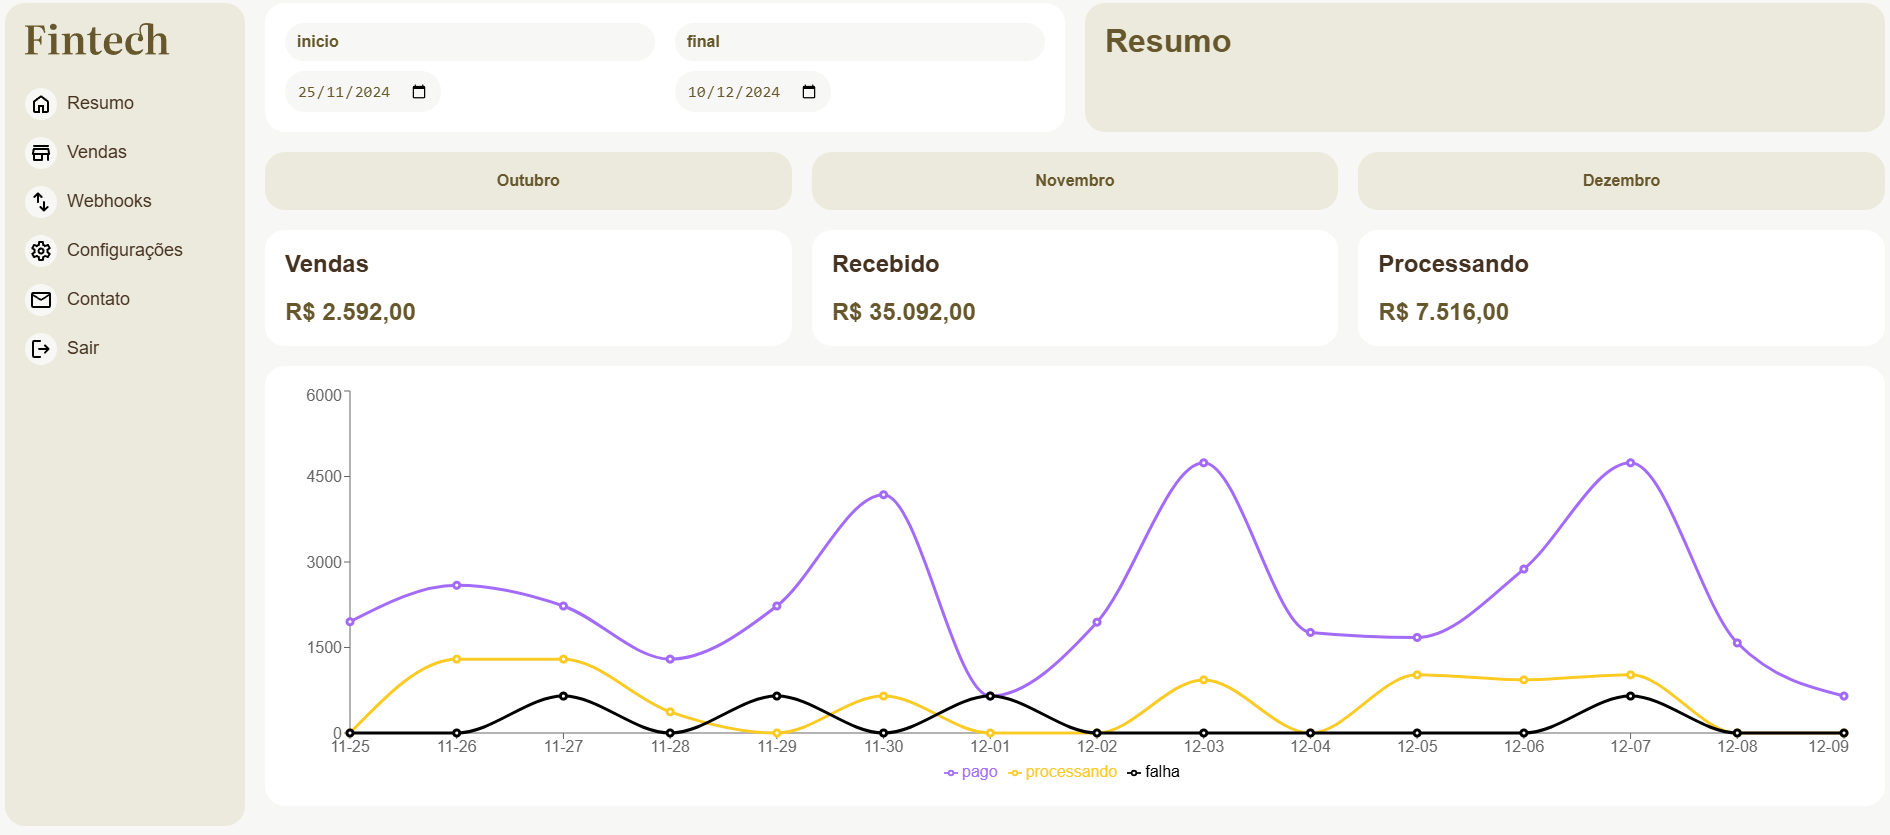 Fintech
Resumo
Vendas
Webhooks
Configurações
Contato
Sair
inicio
final
25/11/2024
10/12/2024
Resumo
Outubro
Novembro
Dezembro
Vendas
R$ 2.592,00
Recebido
R$ 35.092,00
Processando
R$ 7.516,00
6000
4500
3000
1500
0
11-25 11-26 11-27 11-28 11-29 11-30 12-01 12-02 12-03 12-04 12-05 12-06 12-07 12-08 12-09
pago processando falha